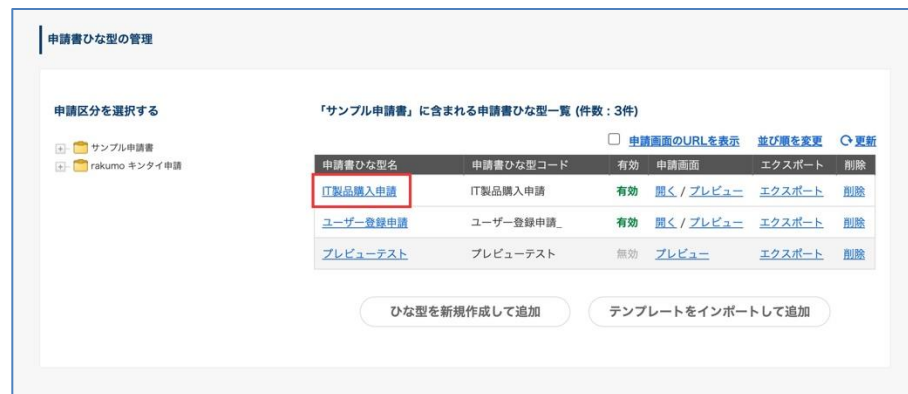 申請書ひな型の管理
申請区分を選択する
サンプル申請書
rakumo キンタイ申請
「サンプル申請書」に含まれる申請書ひな型一覧 (件数 : 3件)
申請画面のURLを表示 並び順を変更 更新
申請書ひな型名 申請書ひな型コード 有効 申請画面 エクスポート 削除
IT製品購入申請 IT製品購入申請 有効 開く / プレビュー エクスポート 削除
ユーザー登録申請 ユーザー登録申請_ 有効 開く / プレビュー エクスポート 削除
プレビューテスト プレビューテスト 無効 プレビュー エクスポート 削除
ひな型を新規作成して追加 テンプレートをインポートして追加